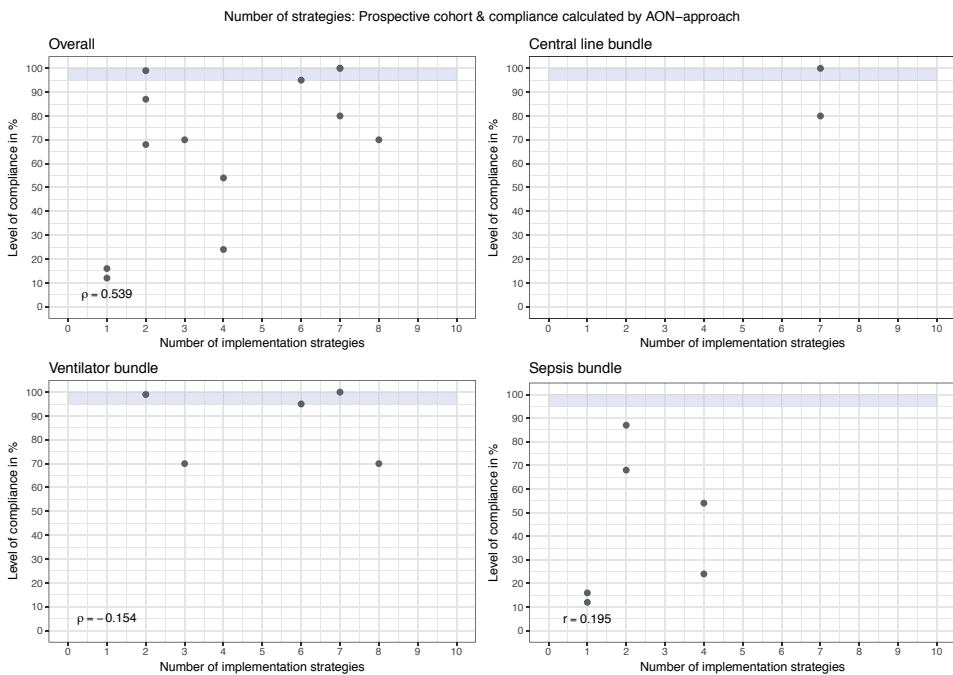 Number of strategies: Prospective cohort & compliance calculated by AON−approach
Overall
Level of compliance in %
100
90
80
70
60
50
40
30
20
10
0
ρ = 0.539
0 1 2 3 4 5 6 7 8 9 10
Number of implementation strategies
Central line bundle
Level of compliance in %
100
90
80
70
60
50
40
30
20
10
0
0 1 2 3 4 5 6 7 8 9 10
Number of implementation strategies
Ventilator bundle
Level of compliance in %
100
90
80
70
60
50
40
30
20
10
0
ρ = −0.154
0 1 2 3 4 5 6 7 8 9 10
Number of implementation strategies
Sepsis bundle
Level of compliance in %
100
90
80
70
60
50
40
30
20
10
0
r = 0.195
0 1 2 3 4 5 6 7 8 9 10
Number of implementation strategies